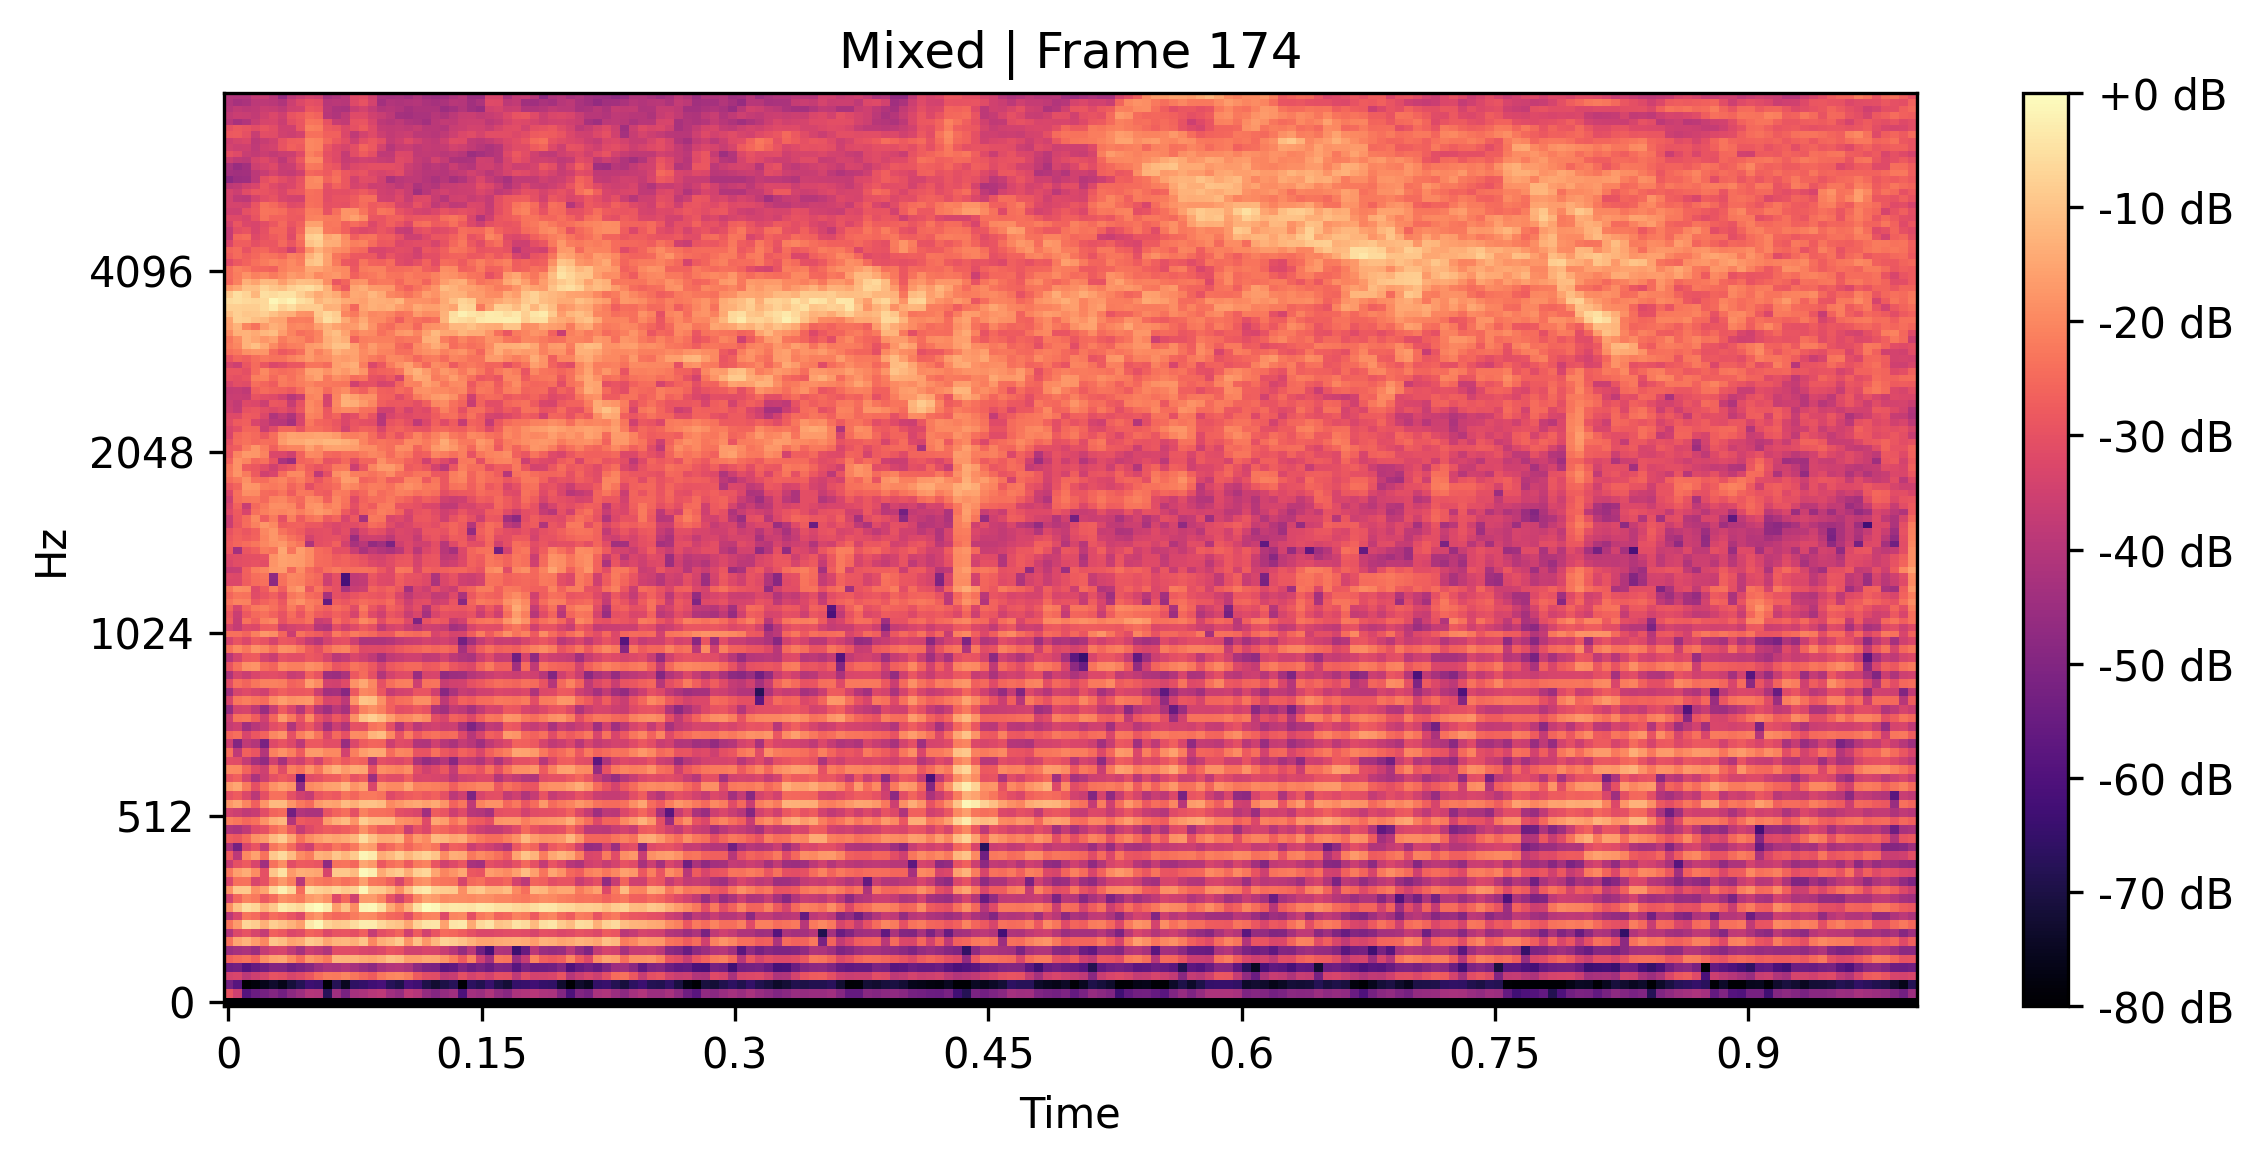 Mixed | Frame 174
Hz
4096
2048
1024
512
0
0 0.15 0.3 0.45 0.6 0.75 0.9
Time
+0 dB
-10 dB
-20 dB
-30 dB
-40 dB
-50 dB
-60 dB
-70 dB
-80 dB